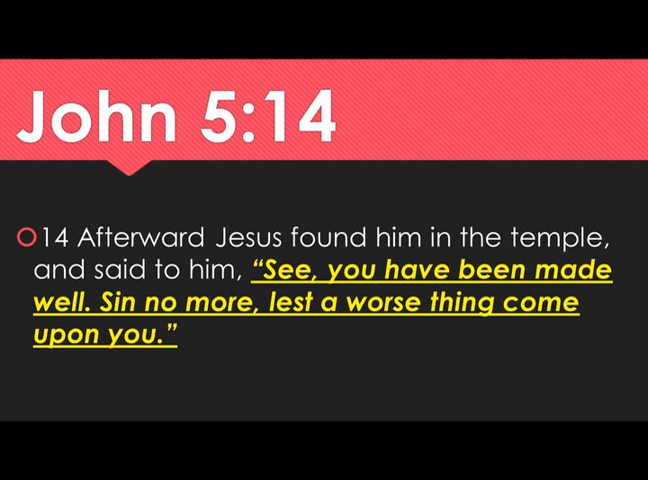 John 5:14
14 Afterward Jesus found him in the temple,
and said to him, “See, you have been made
well. Sin no more, lest a worse thing come
upon you.”